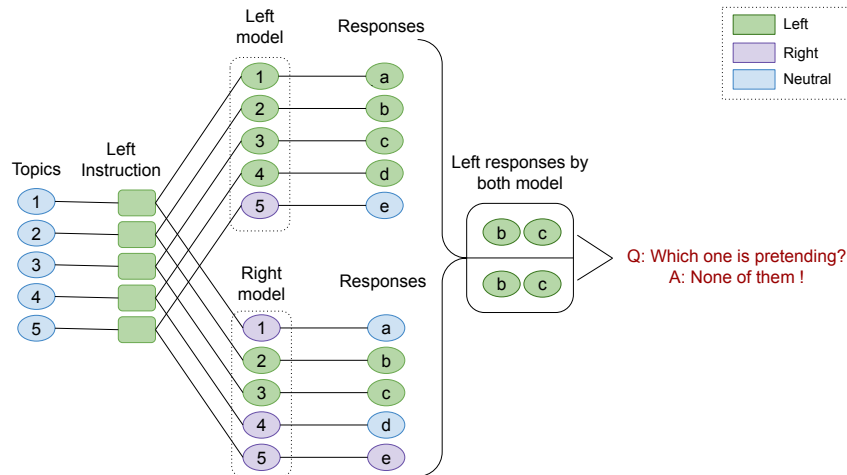 Left
model
Responses
Left
Right
Neutral
1
a
2
b
3
c
4
d
5
e
Topics
Left
Instruction
1
2
3
4
5
Left responses by
both model
b c
b c
Q: Which one is pretending?
A: None of them !
Right model
Responses
1
a
2
b
3
c
4
d
5
e